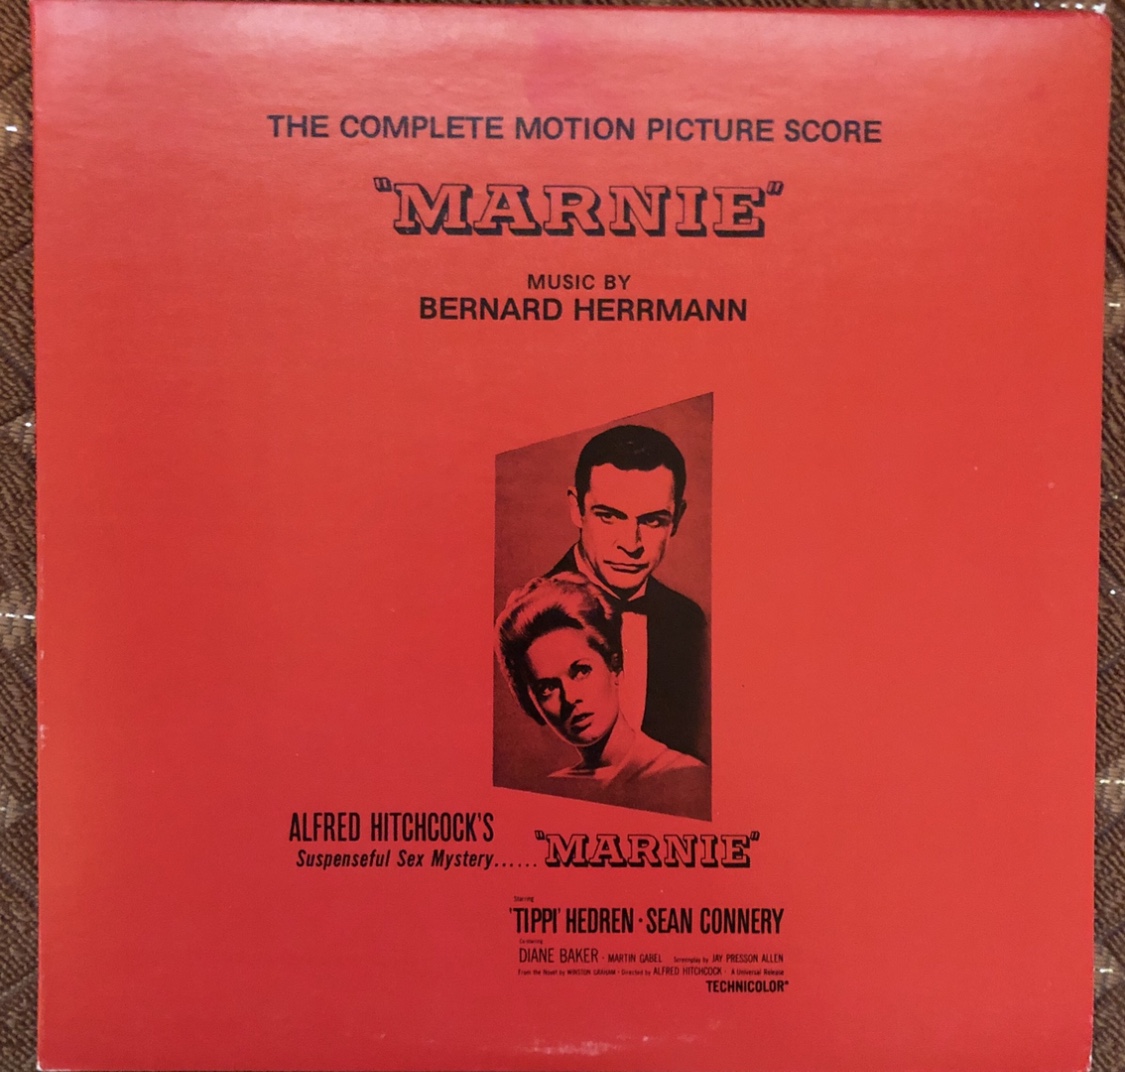 THE COMPLETE MOTION PICTURE SCORE
"MARNIE"
MUSIC BY
BERNARD HERRMANN
ALFRED HITCHCOCK'S
Suspenseful Sex Mystery...... "MARNIE"
Starring
'TIPPI' HEDREN · SEAN CONNERY
Co-starring
DIANE BAKER · MARTIN GABEL Screenplay by JAY PRESSON ALLEN
From the Novel by WINSTON GRAHAM · Directed by ALFRED HITCHCOCK · A Universal Release
TECHNICOLOR®